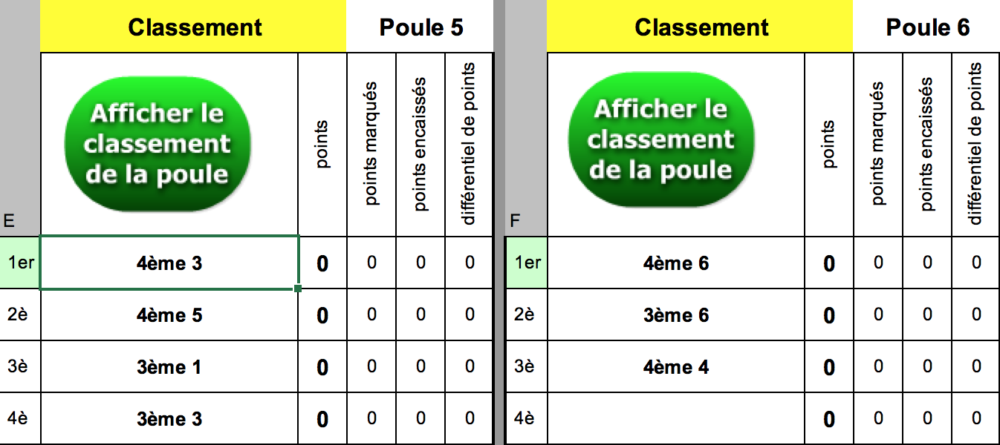 Classement Poule 5
Afficher le
classement
de la poule
points
points marqués
points encaissés
différentiel de points
E
1er 4ème 3 0 0 0 0
2è 4ème 5 0 0 0 0
3è 3ème 1 0 0 0 0
4è 3ème 3 0 0 0 0
Classement Poule 6
Afficher le
classement
de la poule
points
points marqués
points encaissés
différentiel de points
F
1er 4ème 6 0 0 0 0
2è 3ème 6 0 0 0 0
3è 4ème 4 0 0 0 0
4è 0 0 0 0